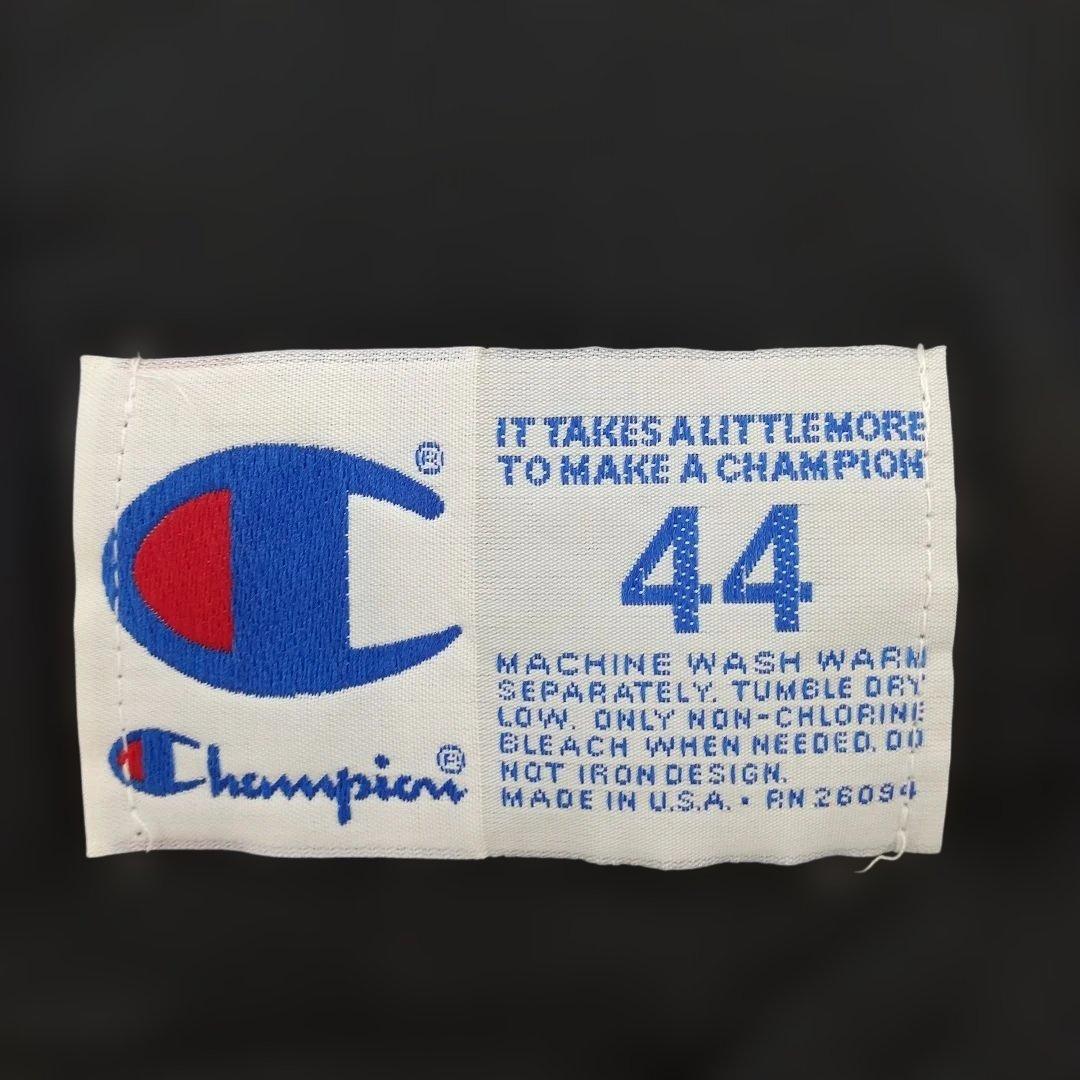 ®
Champion®
IT TAKES A LITTLE MORE
TO MAKE A CHAMPION
44
MACHINE WASH WARM
SEPARATELY. TUMBLE DRY
LOW. ONLY NON-CHLORINE
BLEACH WHEN NEEDED. DO
NOT IRON DESIGN.
MADE IN U.S.A. • RN 26094